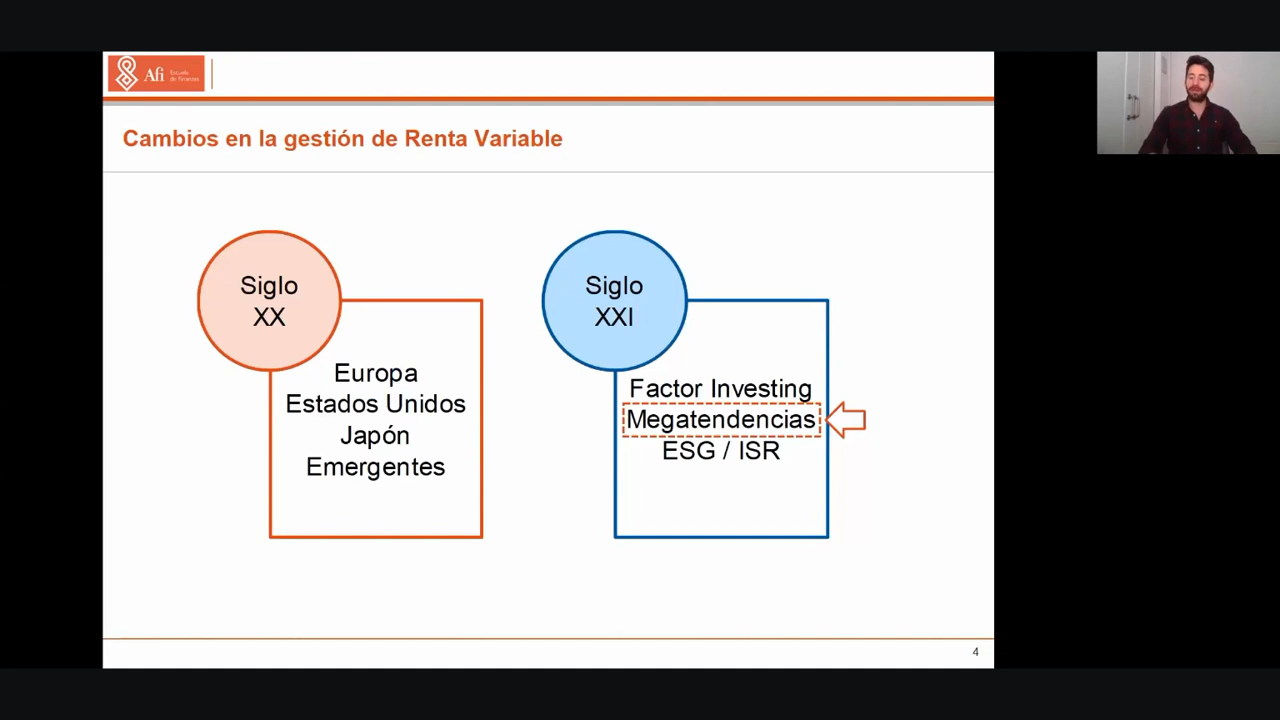 Afi
Escuela
de Finanzas
Cambios en la gestión de Renta Variable
Siglo
XX
Europa
Estados Unidos
Japón
Emergentes
Siglo
XXI
Factor Investing
Megatendencias
ESG / ISR
4